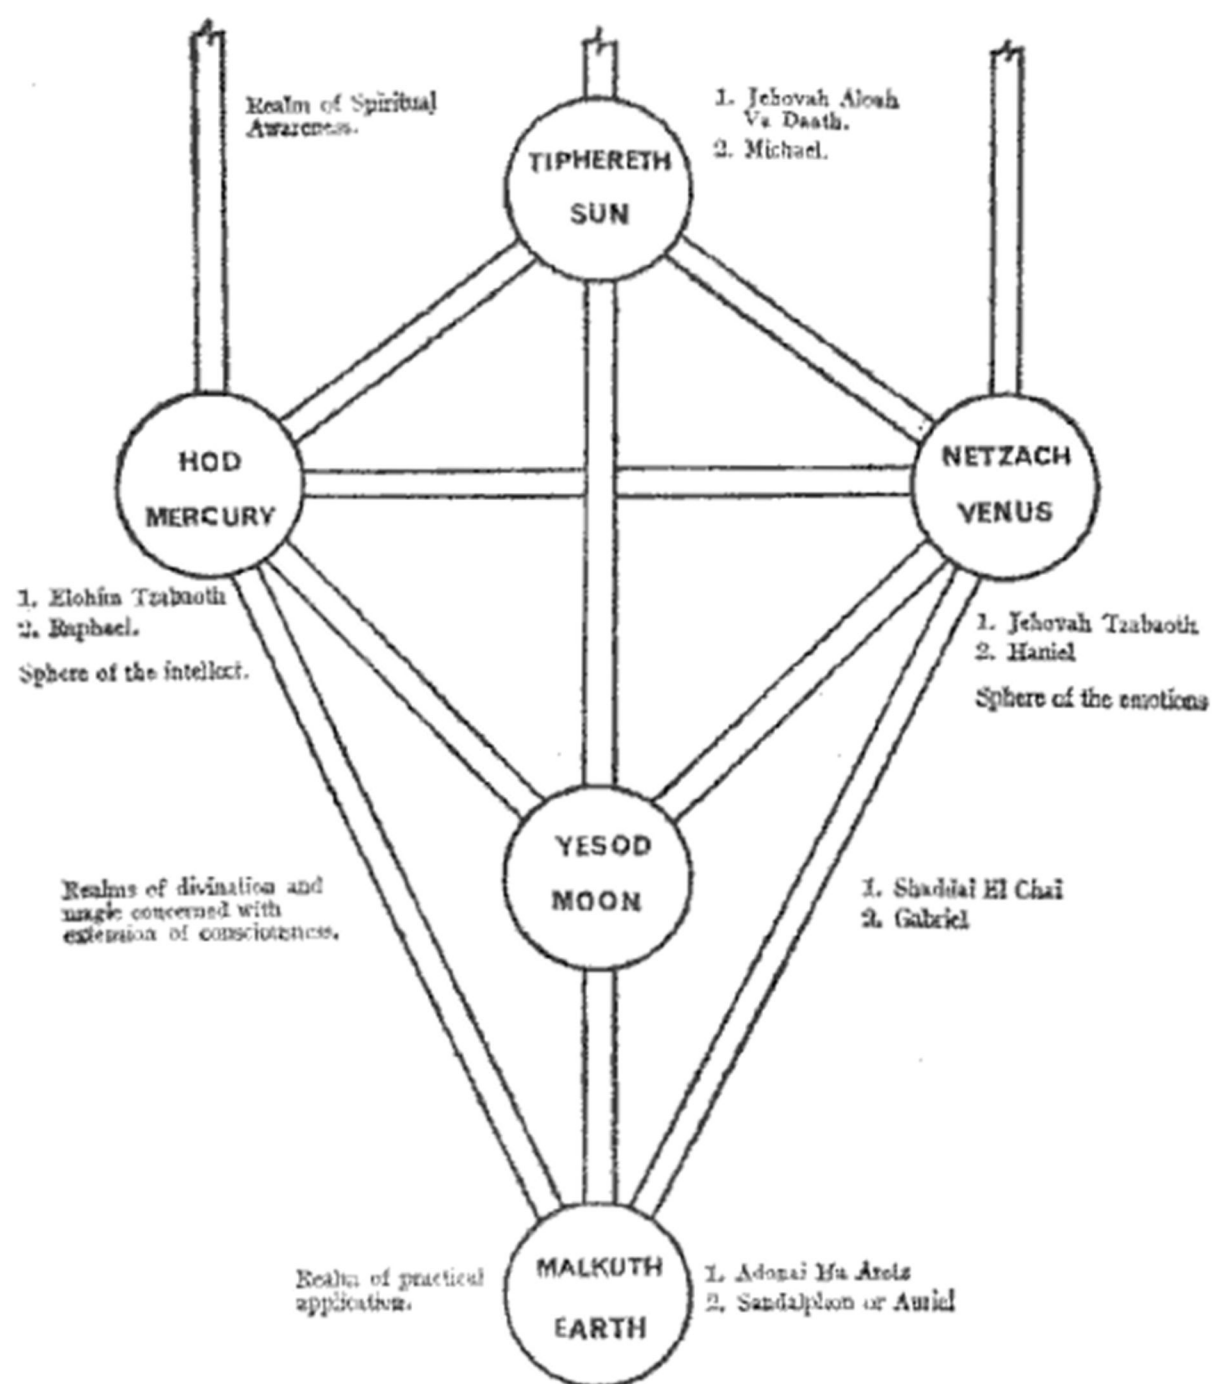 Realm of Spiritual
Awareness.
TIPHERETH
SUN
1. Jehovah Aloah
Va Daath.
2. Michael.
HOD
MERCURY
NETZACH
VENUS
1. Elohim Tzabaoth
2. Raphael.
Sphere of the intellect.
1. Jehovah Tzabaoth
2. Haniel
Sphere of the emotions
YESOD
MOON
Realms of divination and
magic concerned with
extension of consciousness.
1. Shaddai El Chai
2. Gabriel
Realm of practical
application.
MALKUTH
EARTH
1. Adonai Ha Aretz
2. Sandalphon or Auriel